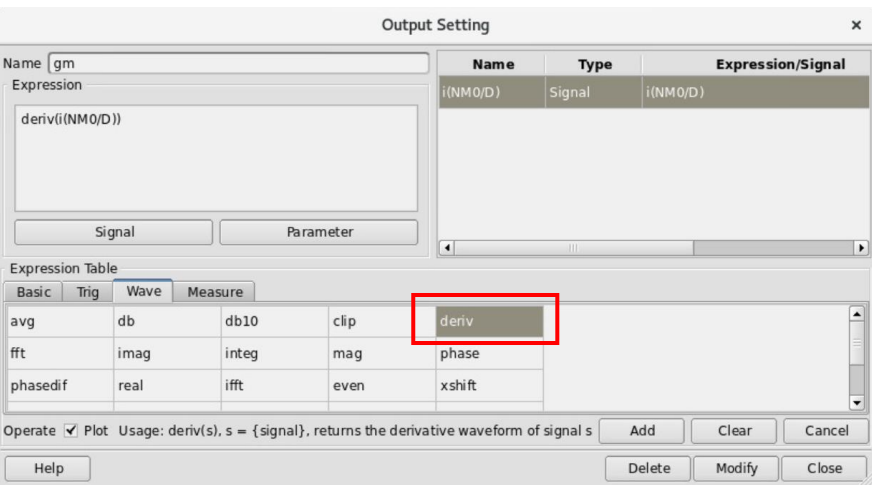 Output Setting
×
Name gm
Expression
deriv(i(NM0/D))
Signal Parameter
Name Type Expression/Signal
i(NM0/D) Signal i(NM0/D)
Expression Table
Basic Trig Wave Measure
avg db db10 clip deriv
fft imag integ mag phase
phasedif real ifft even xshift
Operate Plot Usage: deriv(s), s = {signal}, returns the derivative waveform of signal s Add Clear Cancel
Help Delete Modify Close